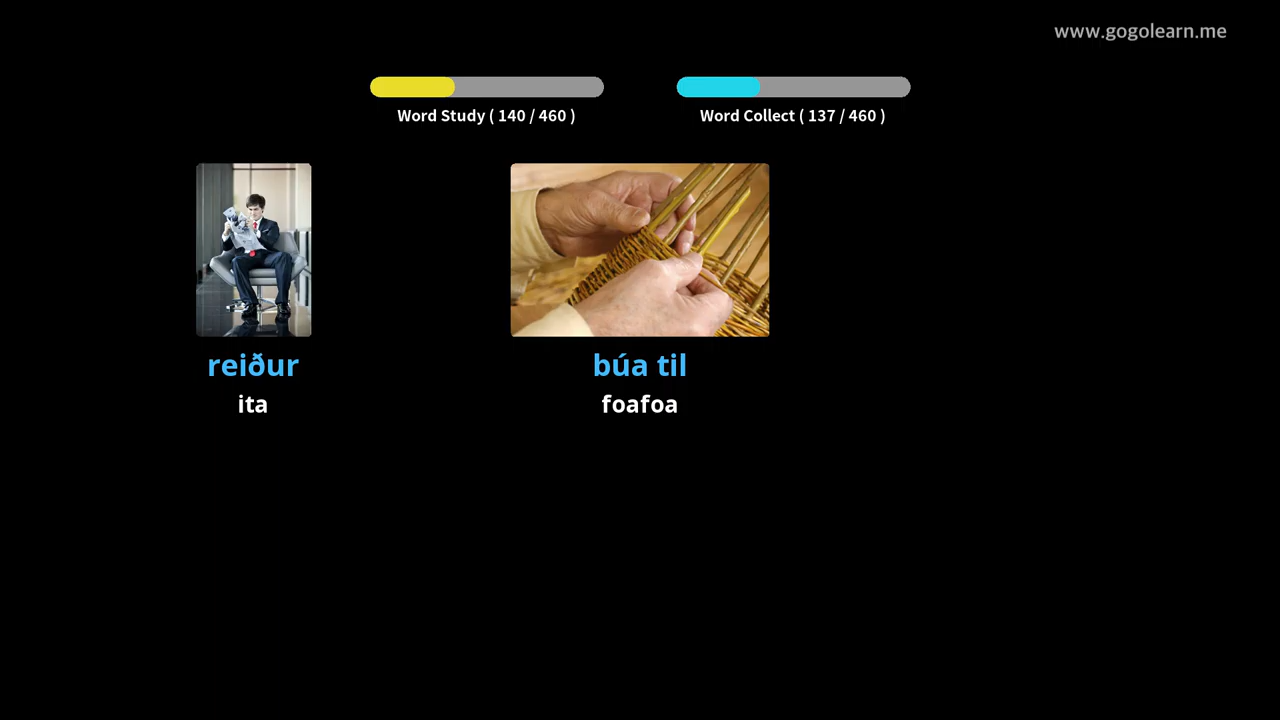 www.gogolearn.me
Word Study ( 140 / 460 )
Word Collect ( 137 / 460 )
reiður
búa til
ita
foafoa